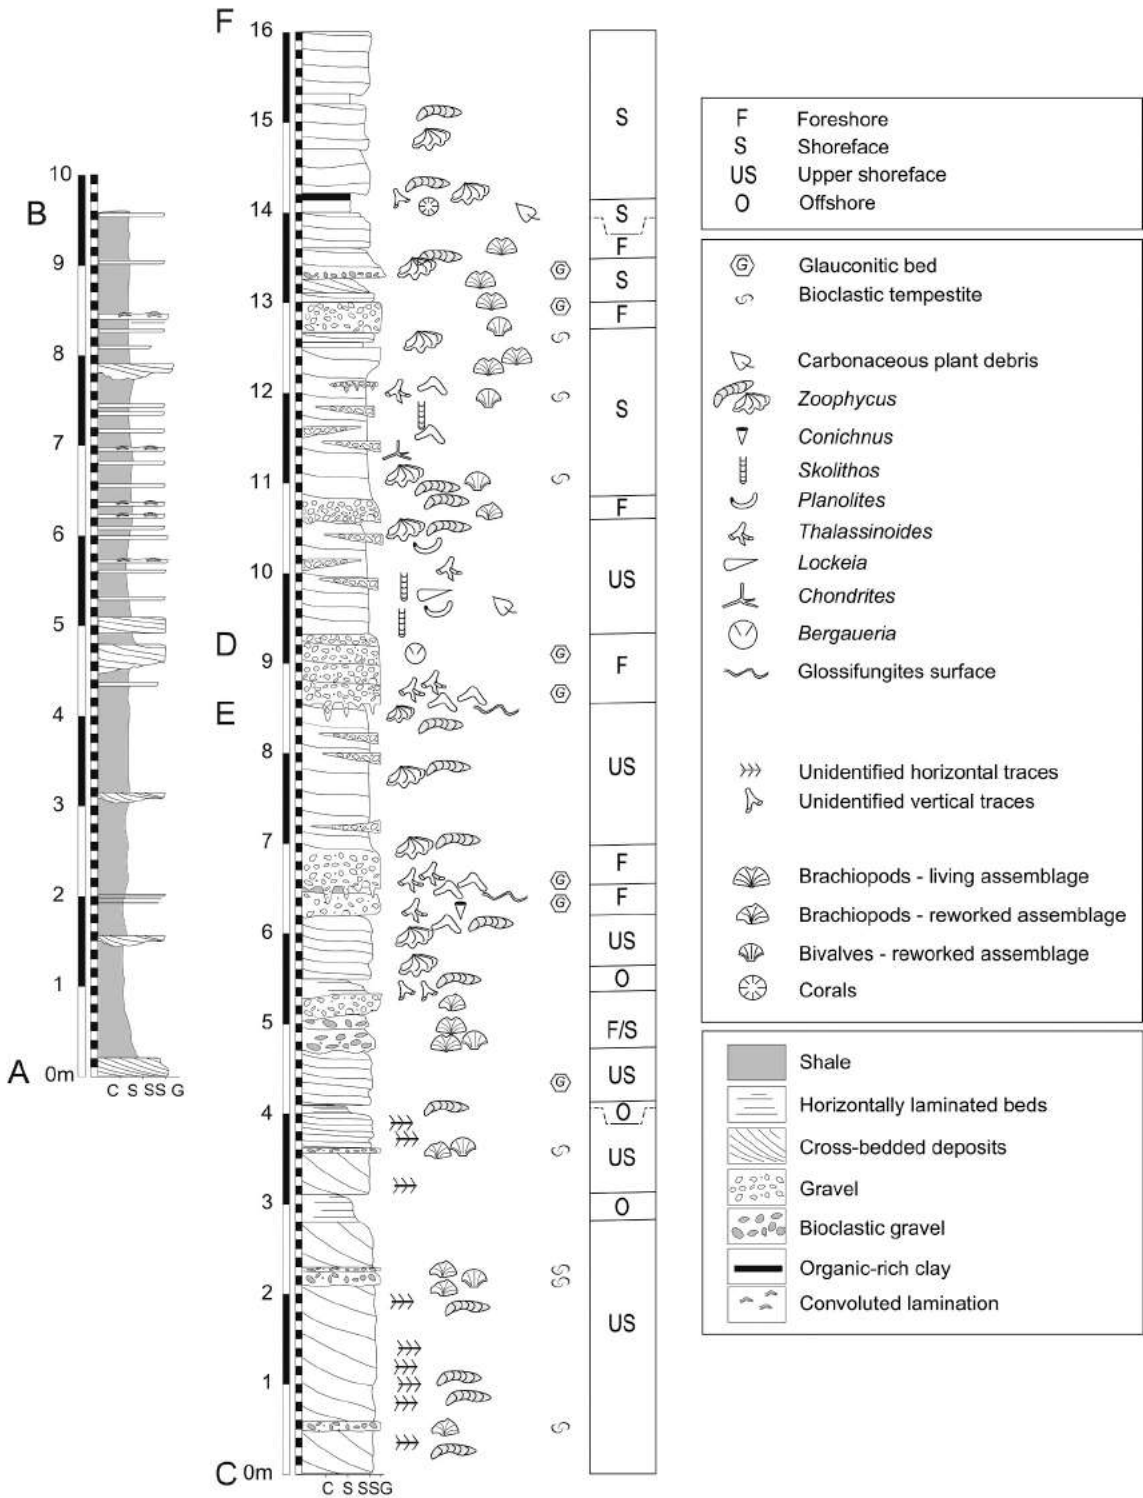 B
10
9
8
7
6
5
4
3
2
1
A 0m
C S SS G
F
16
15
14
13
12
11
10
D
9
E
8
7
6
5
4
3
2
1
C 0m
C S SSG
G
G
G
G
G
G
G
S
S
F
S
F
S
F
US
F
US
F
F
US
O
F/S
US
O
US
O
US
F Foreshore
S Shoreface
US Upper shoreface
O Offshore
G Glauconitic bed
Bioclastic tempestite
Carbonaceous plant debris
Zoophycus
Conichnus
Skolithos
Planolites
Thalassinoides
Lockeia
Chondrites
Bergaueria
Glossifungites surface
Unidentified horizontal traces
Unidentified vertical traces
Brachiopods - living assemblage
Brachiopods - reworked assemblage
Bivalves - reworked assemblage
Corals
Shale
Horizontally laminated beds
Cross-bedded deposits
Gravel
Bioclastic gravel
Organic-rich clay
Convoluted lamination